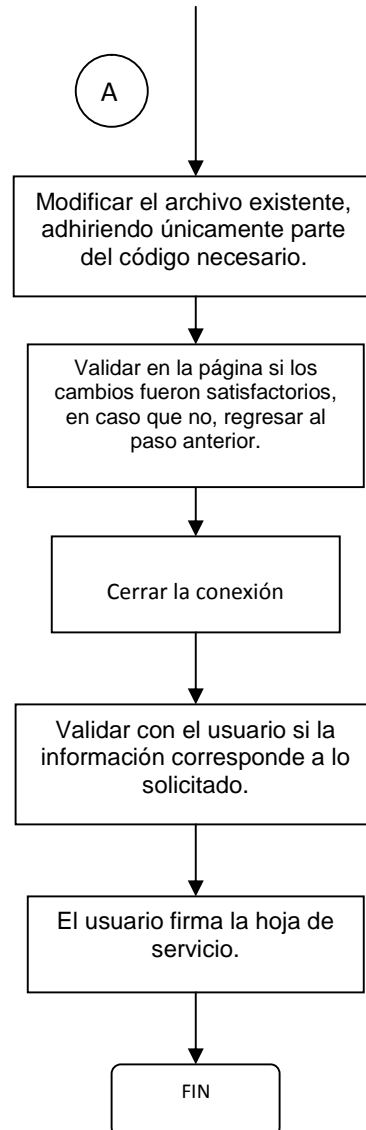 A
Modificar el archivo existente,
adhiriendo únicamente parte
del código necesario.
Validar en la página si los
cambios fueron satisfactorios,
en caso que no, regresar al
paso anterior.
Cerrar la conexión
Validar con el usuario si la
información corresponde a lo
solicitado.
El usuario firma la hoja de
servicio.
FIN